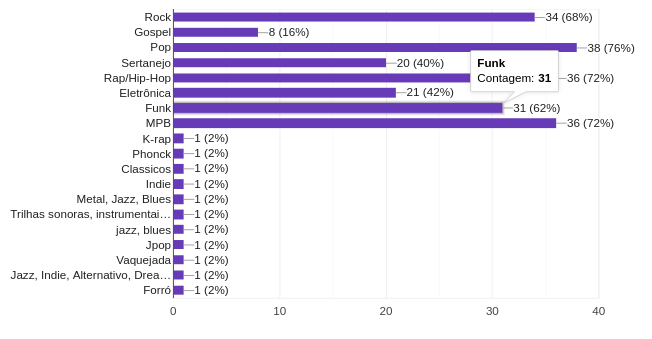 Rock 34 (68%)
Gospel 8 (16%)
Pop 38 (76%)
Sertanejo 20 (40%)
Funk
Rap/Hip-Hop Contagem: 31 36 (72%)
Eletrônica 21 (42%)
Funk 31 (62%)
MPB 36 (72%)
K-rap 1 (2%)
Phonck 1 (2%)
Classicos 1 (2%)
Indie 1 (2%)
Metal, Jazz, Blues 1 (2%)
Trilhas sonoras, instrumentai… 1 (2%)
jazz, blues 1 (2%)
Jpop 1 (2%)
Vaquejada 1 (2%)
Jazz, Indie, Alternativo, Drea… 1 (2%)
Forró 1 (2%)
0 10 20 30 40